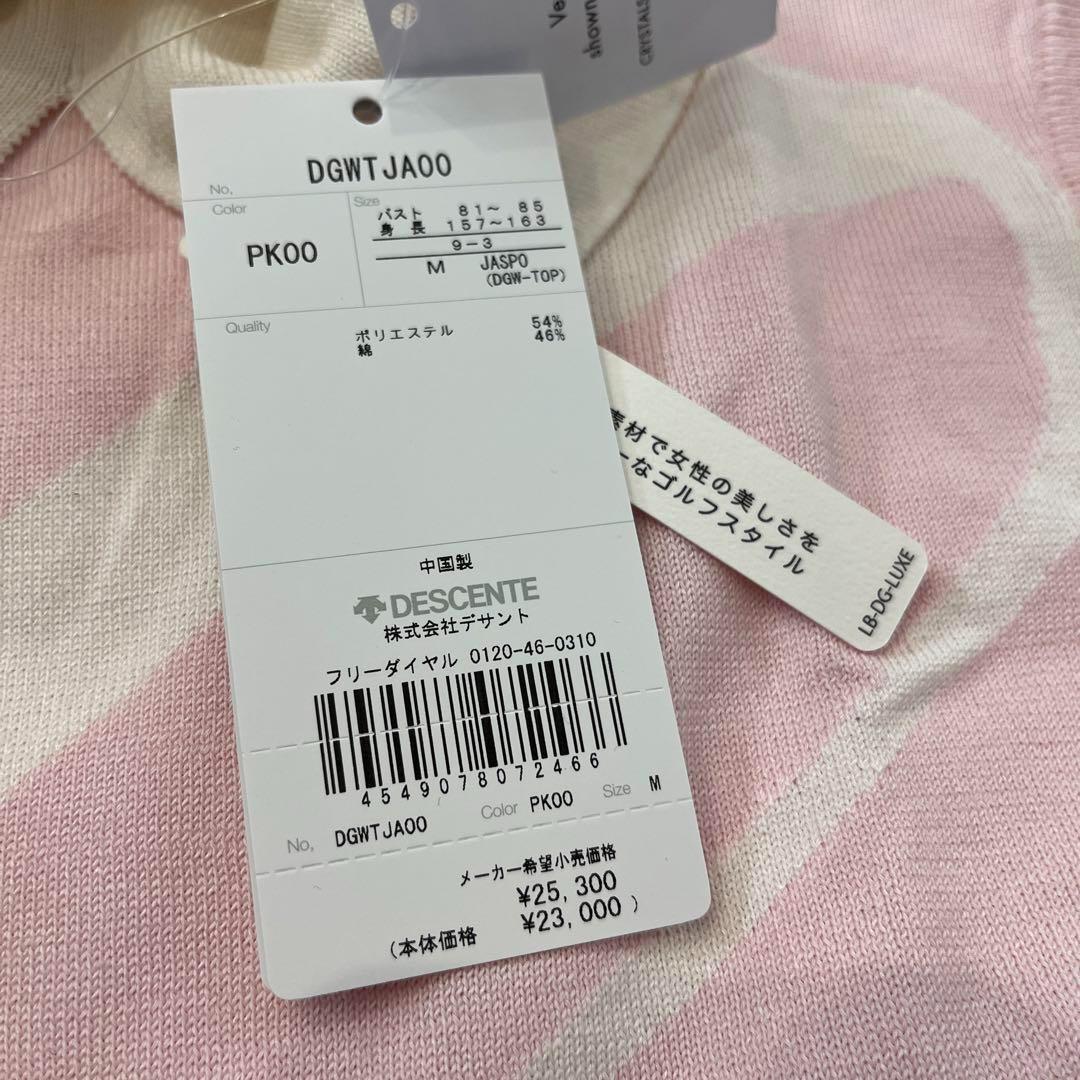 shown
CRYSTALS
No, DGWTJA00
Color
PK00
Size
バスト 81～ 85
身 長 157～163
9－3
M JASPO
(DGW-TOP)
Quality
ポリエステル 54%
綿 46%
中国製
DESCENTE
株式会社デサント
フリーダイヤル 0120-46-0310
4549078072466
No, DGWTJA00 Color PK00 Size M
メーカー希望小売価格
¥25,300
(本体価格 ¥23,000 )
素材で女性の美しさを
ーなゴルフスタイル
LB-DG-LUXE